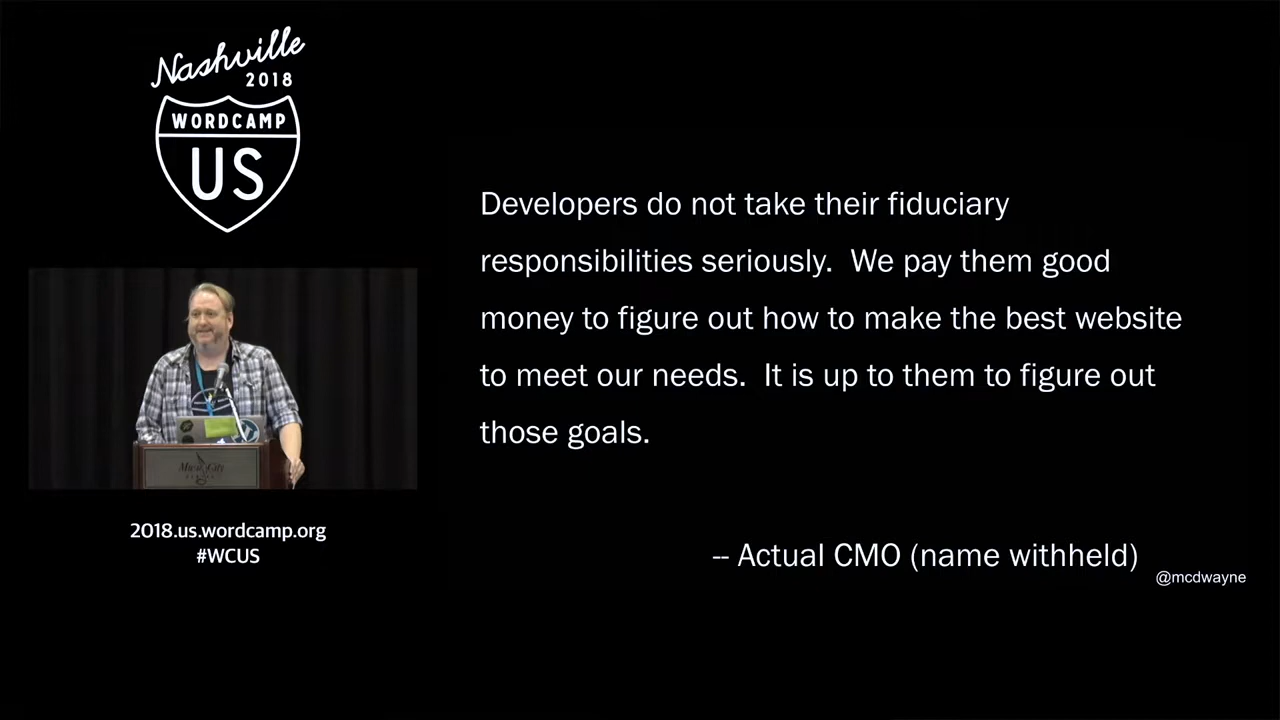 Nashville
2018
WORDCAMP
US
Developers do not take their fiduciary
responsibilities seriously.  We pay them good
money to figure out how to make the best website
to meet our needs.  It is up to them to figure out
those goals.
-- Actual CMO (name withheld)
@mcdwayne
Music City
2018.us.wordcamp.org
#WCUS